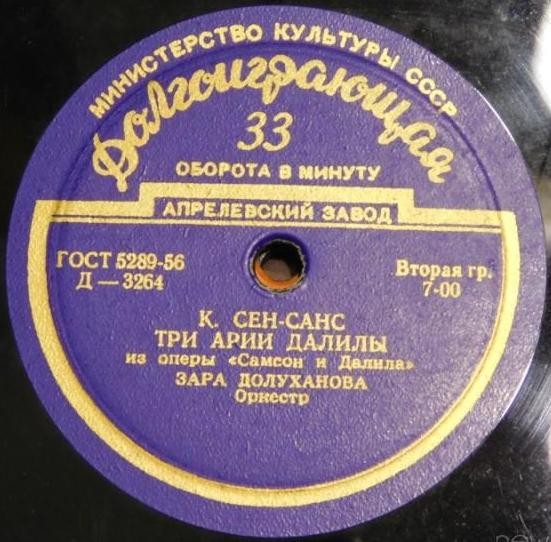 МИНИСТЕРСТВО КУЛЬТУРЫ СССР
Долгоиграющая
33
ОБОРОТА В МИНУТУ
АПРЕЛЕВСКИЙ ЗАВОД
ГОСТ 5289-56
Д — 3264
Вторая гр.
7-00
К. СЕН-САНС
ТРИ АРИИ ДАЛИЛЫ
из оперы «Самсон и Далила»
ЗАРА ДОЛУХАНОВА
Оркестр